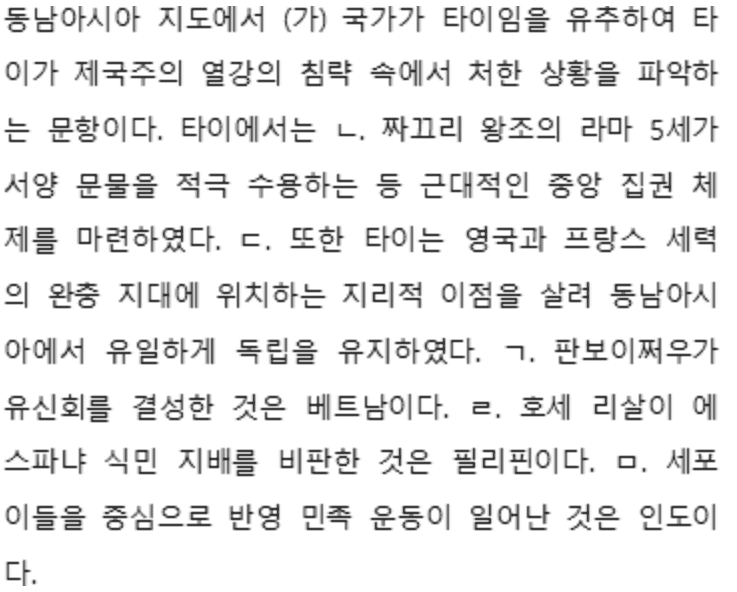 동남아시아 지도에서 (가) 국가가 타이임을 유추하여 타
이가 제국주의 열강의 침략 속에서 처한 상황을 파악하
는 문항이다. 타이에서는 ㄴ. 짜끄리 왕조의 라마 5세가
서양 문물을 적극 수용하는 등 근대적인 중앙 집권 체
제를 마련하였다. ㄷ. 또한 타이는 영국과 프랑스 세력
의 완충 지대에 위치하는 지리적 이점을 살려 동남아시
아에서 유일하게 독립을 유지하였다. ㄱ. 판보이쩌우가
유신회를 결성한 것은 베트남이다. ㄹ. 호세 리살이 에
스파냐 식민 지배를 비판한 것은 필리핀이다. ㅁ. 세포
이들을 중심으로 반영 민족 운동이 일어난 것은 인도이
다.